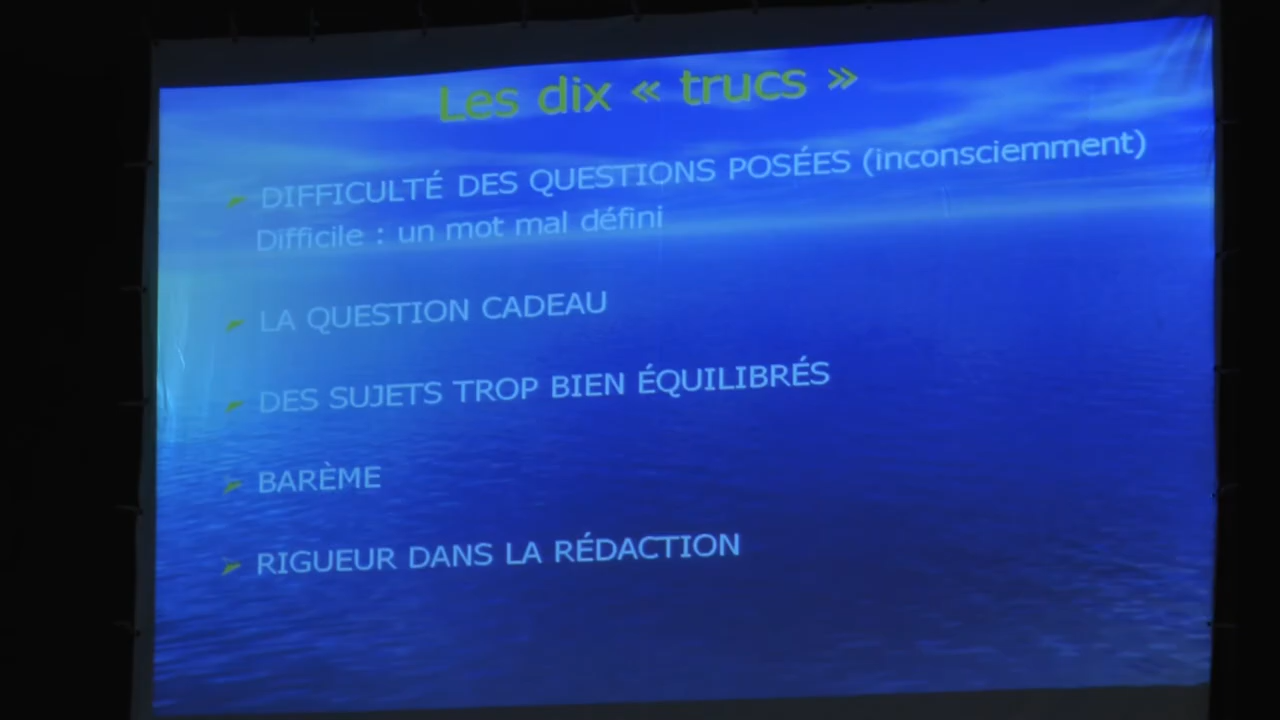 Les dix « trucs »
DIFFICULTÉ DES QUESTIONS POSÉES (inconsciemment)
Difficile : un mot mal défini
LA QUESTION CADEAU
DES SUJETS TROP BIEN ÉQUILIBRÉS
BARÈME
RIGUEUR DANS LA RÉDACTION